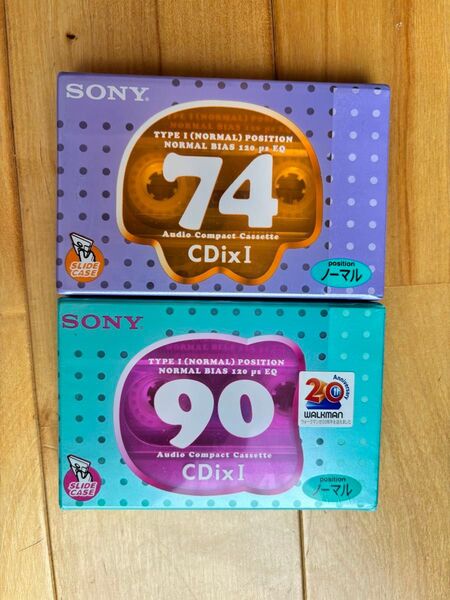 SONY
TYPE I (NORMAL) POSITION
NORMAL BIAS 120 μs EQ
74
Audio Compact Cassette
CDixI
SLIDE CASE
position
ノーマル
SONY
TYPE I (NORMAL) POSITION
NORMAL BIAS 120 μs EQ
90
Audio Compact Cassette
CDixI
20th
Anniversary
WALKMAN
SLIDE CASE
position
ノーマル